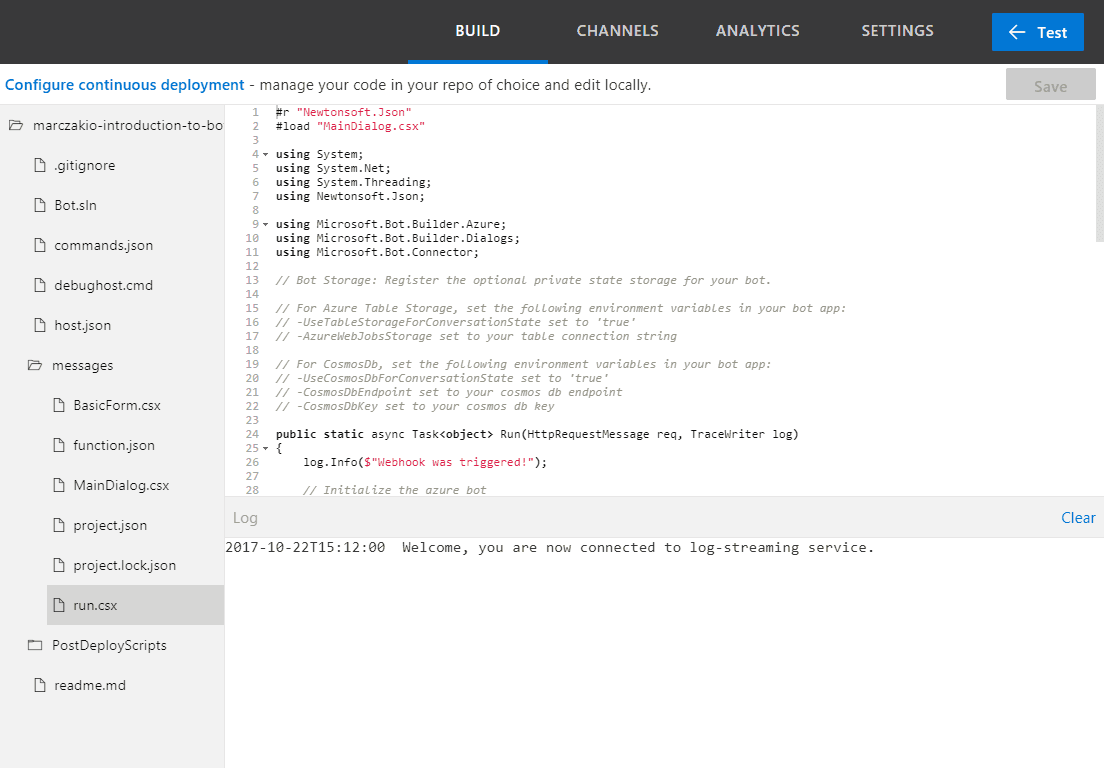 BUILD CHANNELS ANALYTICS SETTINGS Test
Configure continuous deployment - manage your code in your repo of choice and edit locally.
Save
marczakio-introduction-to-bo
.gitignore
Bot.sln
commands.json
debughost.cmd
host.json
messages
BasicForm.csx
function.json
MainDialog.csx
project.json
project.lock.json
run.csx
PostDeployScripts
readme.md
1 #r "Newtonsoft.Json"
2 #load "MainDialog.csx"
3
4 using System;
5 using System.Net;
6 using System.Threading;
7 using Newtonsoft.Json;
8
9 using Microsoft.Bot.Builder.Azure;
10 using Microsoft.Bot.Builder.Dialogs;
11 using Microsoft.Bot.Connector;
12
13 // Bot Storage: Register the optional private state storage for your bot.
14
15 // For Azure Table Storage, set the following environment variables in your bot app:
16 // -UseTableStorageForConversationState set to 'true'
17 // -AzureWebJobsStorage set to your table connection string
18
19 // For CosmosDb, set the following environment variables in your bot app:
20 // -UseCosmosDbForConversationState set to 'true'
21 // -CosmosDbEndpoint set to your cosmos db endpoint
22 // -CosmosDbKey set to your cosmos db key
23
24 public static async Task<object> Run(HttpRequestMessage req, TraceWriter log)
25 {
26 log.Info($"Webhook was triggered!");
27
28 // Initialize the azure bot
Log Clear
2017-10-22T15:12:00 Welcome, you are now connected to log-streaming service.